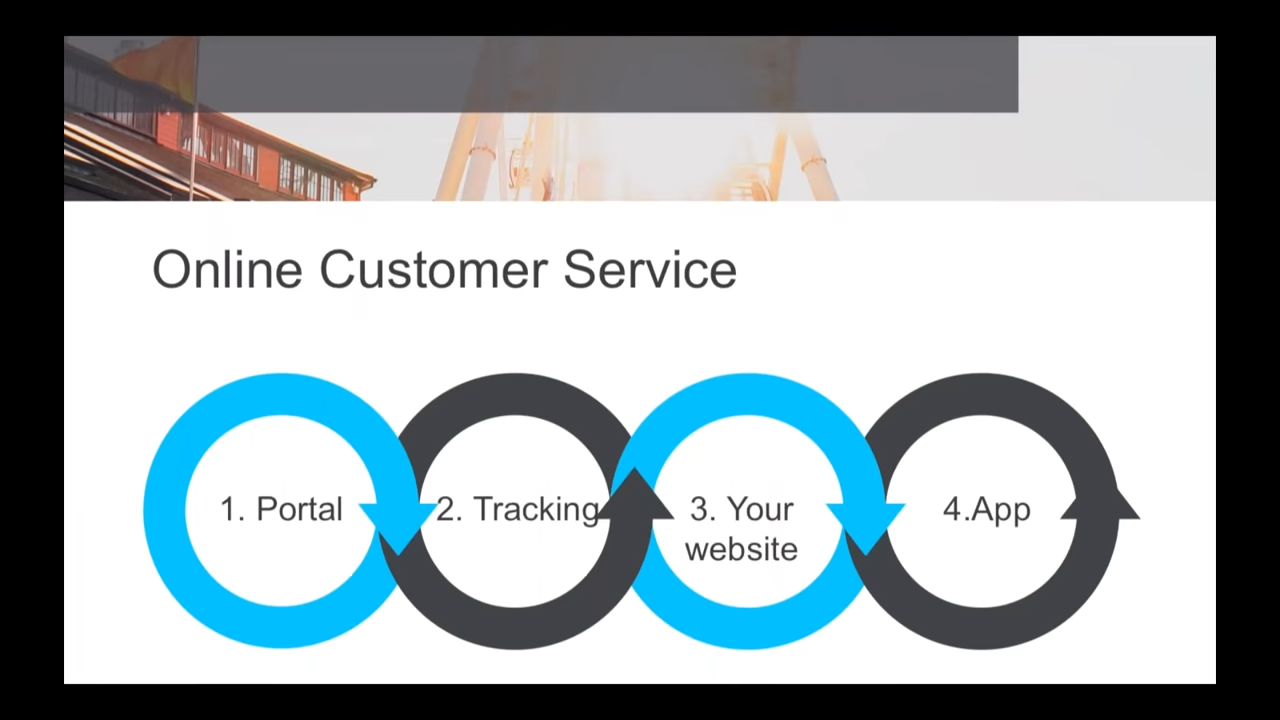 Online Customer Service
1. Portal
2. Tracking
3. Your
website
4.App